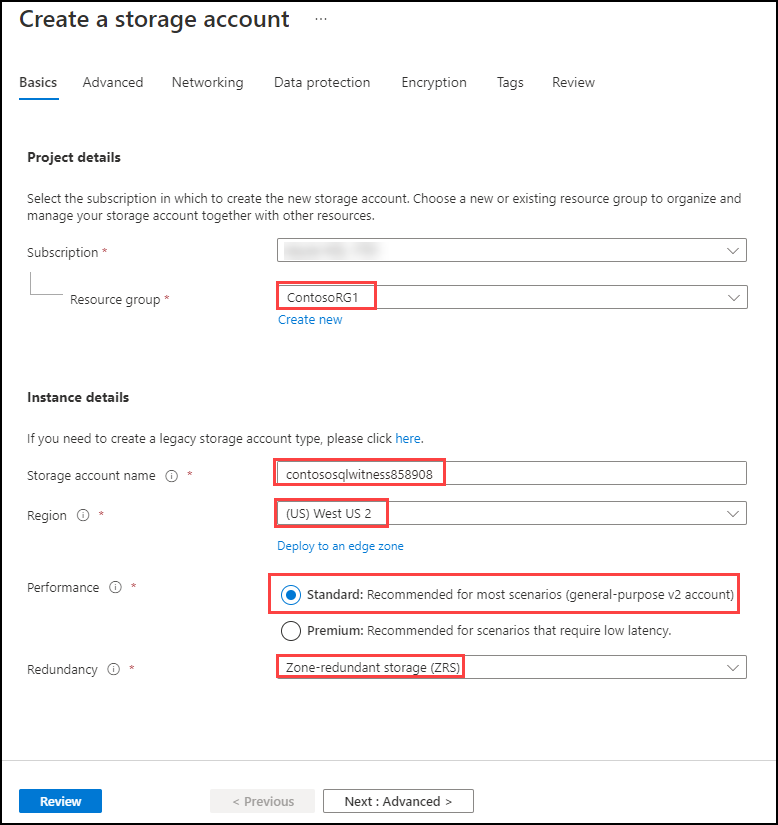 Create a storage account ...
Basics Advanced Networking Data protection Encryption Tags Review
Project details
Select the subscription in which to create the new storage account. Choose a new or existing resource group to organize and
manage your storage account together with other resources.
Subscription *
Resource group * ContosoRG1
Create new
Instance details
If you need to create a legacy storage account type, please click here.
Storage account name * contososqlwitness858908
Region * (US) West US 2
Deploy to an edge zone
Performance * Standard: Recommended for most scenarios (general-purpose v2 account)
Premium: Recommended for scenarios that require low latency.
Redundancy * Zone-redundant storage (ZRS)
Review < Previous Next : Advanced >